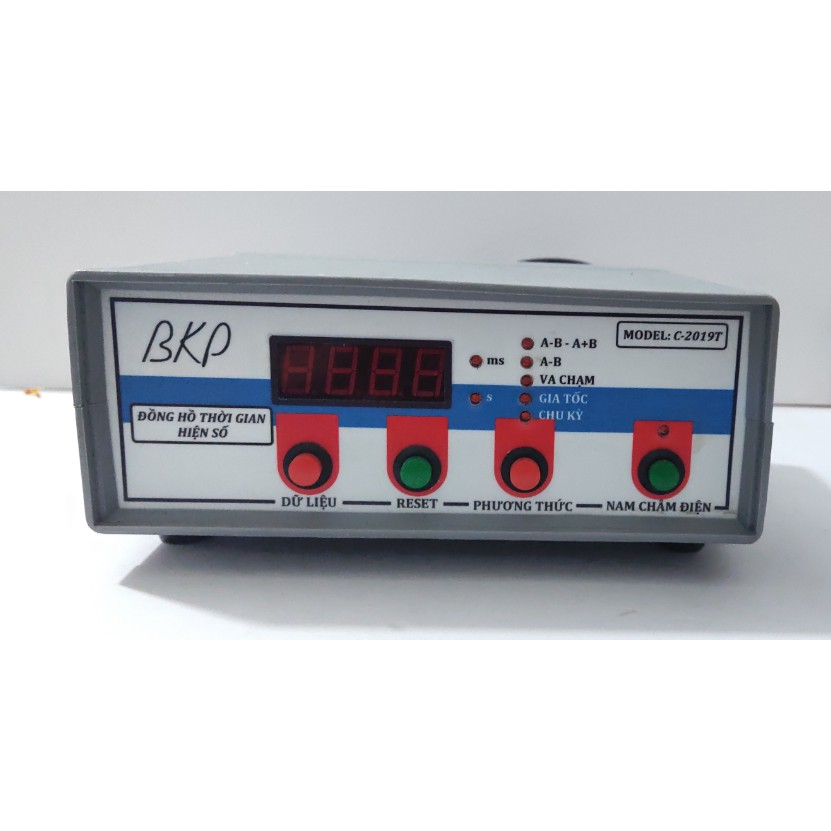 BKP
ĐỒNG HỒ THỜI GIAN
HIỆN SỐ
ms
s
A-B - A+B
A-B
VA CHẠM
GIA TỐC
CHU KỲ
MODEL: C-2019T
DỮ LIỆU
RESET
PHƯƠNG THỨC
NAM CHÂM ĐIỆN